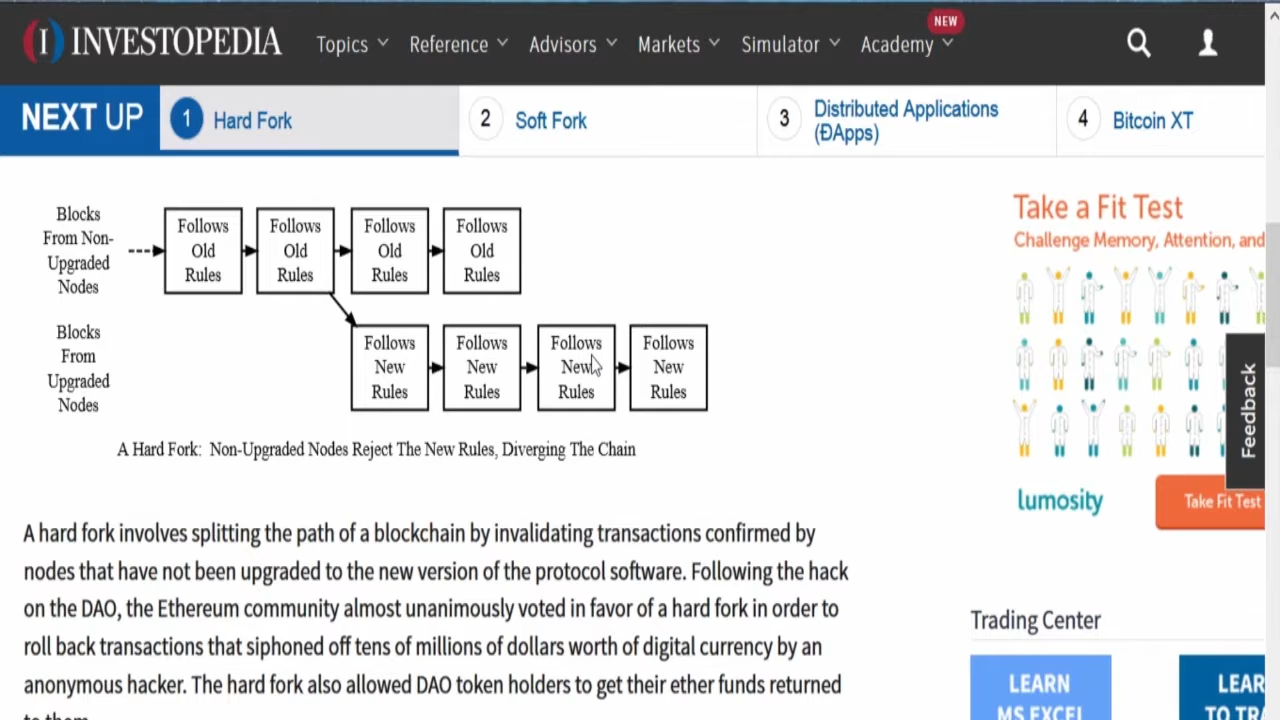 INVESTOPEDIA
Topics Reference Advisors Markets Simulator Academy
NEW
NEXT UP
1 Hard Fork
2 Soft Fork
3 Distributed Applications
(ÐApps)
4 Bitcoin XT
Blocks
From Non-
Upgraded
Nodes
Follows
Old
Rules
Follows
Old
Rules
Follows
Old
Rules
Follows
Old
Rules
Blocks
From
Upgraded
Nodes
Follows
New
Rules
Follows
New
Rules
Follows
New
Rules
Follows
New
Rules
A Hard Fork: Non-Upgraded Nodes Reject The New Rules, Diverging The Chain
A hard fork involves splitting the path of a blockchain by invalidating transactions confirmed by
nodes that have not been upgraded to the new version of the protocol software. Following the hack
on the DAO, the Ethereum community almost unanimously voted in favor of a hard fork in order to
roll back transactions that siphoned off tens of millions of dollars worth of digital currency by an
anonymous hacker. The hard fork also allowed DAO token holders to get their ether funds returned
to them
Take a Fit Test
Challenge Memory, Attention, and
lumosity
Take Fit Test
Feedback
Trading Center
LEARN
MS EXCEL
LEAR
TO TRA